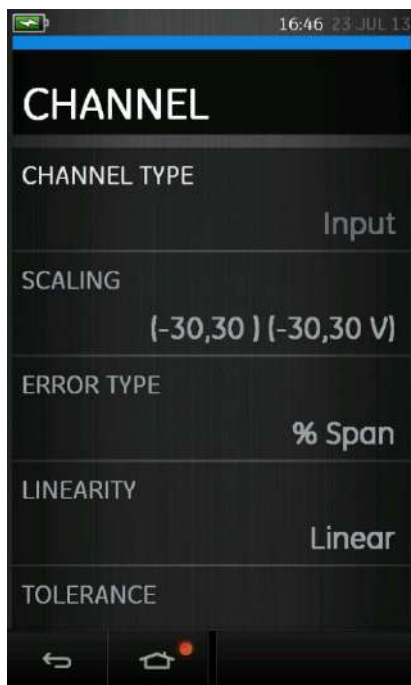 16:46 23 JUL 13
CHANNEL
CHANNEL TYPE
Input
SCALING
(-30,30 ) (-30,30 V)
ERROR TYPE
% Span
LINEARITY
Linear
TOLERANCE